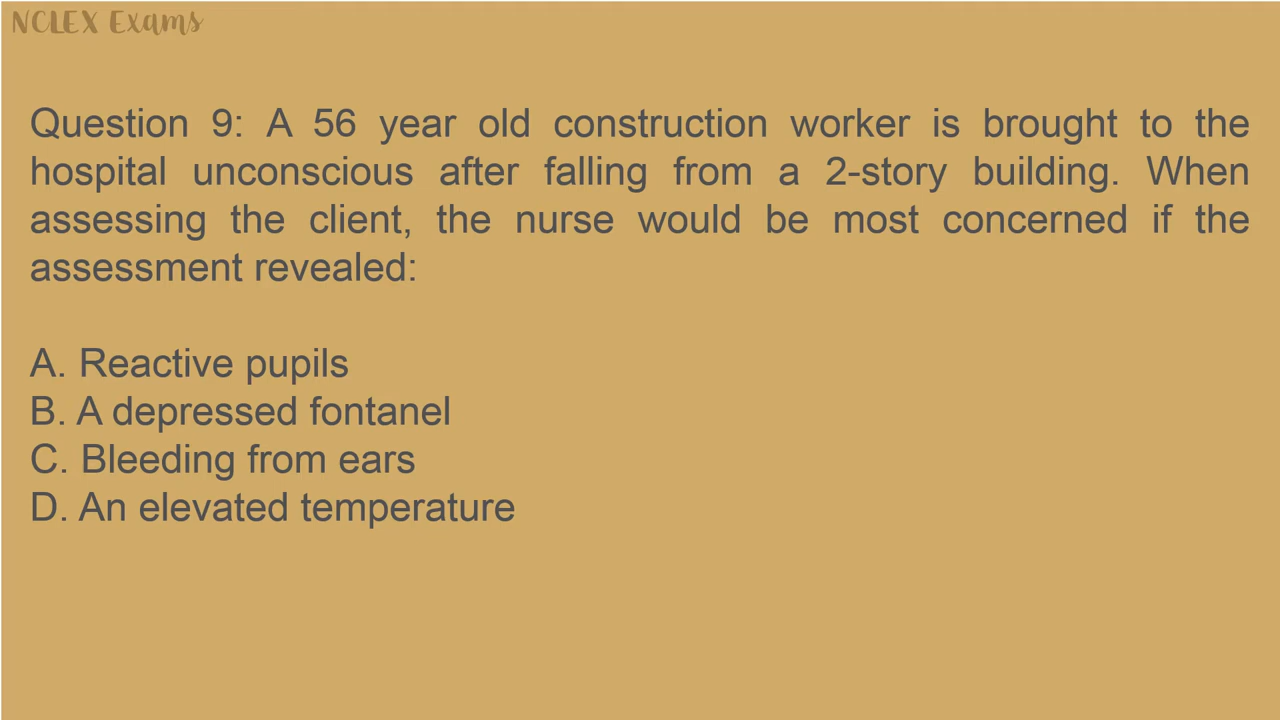 NCLEX Exams
Question 9: A 56 year old construction worker is brought to the
hospital unconscious after falling from a 2-story building. When
assessing the client, the nurse would be most concerned if the
assessment revealed:
A. Reactive pupils
B. A depressed fontanel
C. Bleeding from ears
D. An elevated temperature